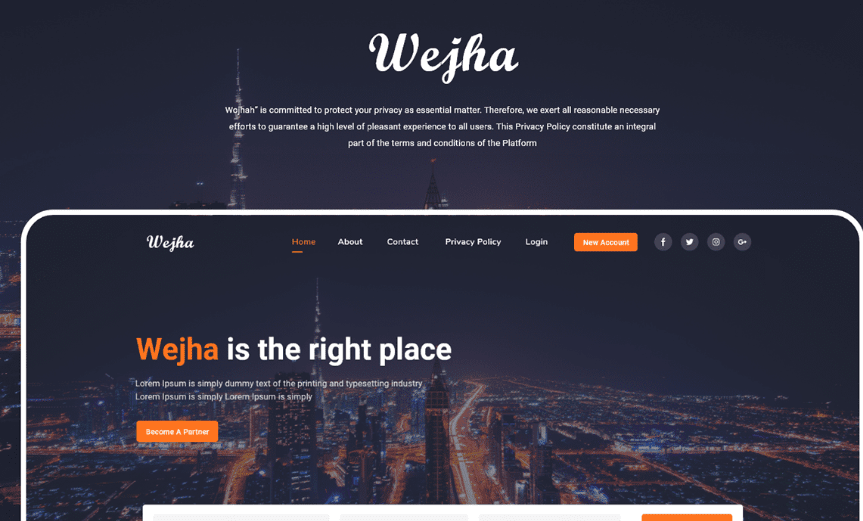 Wejha
Wojhah" is committed to protect your privacy as essential matter. Therefore, we exert all reasonable necessary
efforts to guarantee a high level of pleasant experience to all users. This Privacy Policy constitute an integral
part of the terms and conditions of the Platform
Wejha Home About Contact Privacy Policy Login New Account f G+
Wejha is the right place
Lorem Ipsum is simply dummy text of the printing and typesetting industry
Lorem Ipsum is simply Lorem Ipsum is simply
Become A Partner